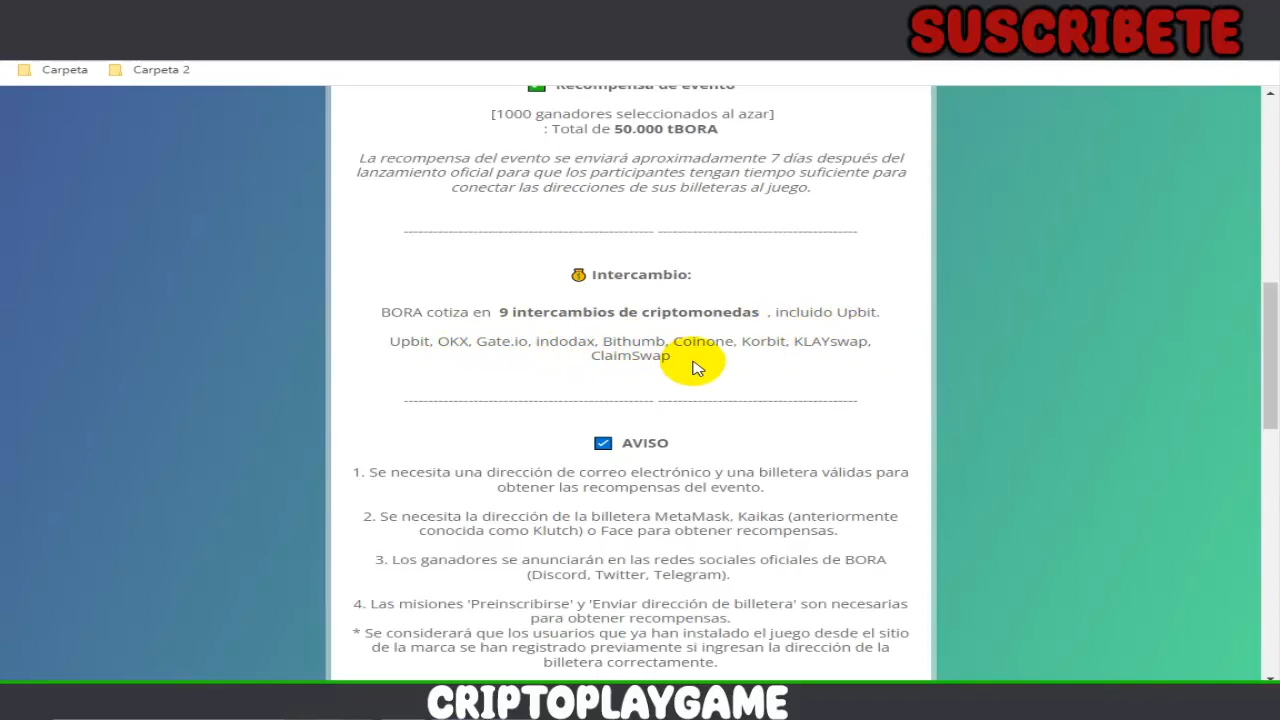 SUSCRIBETE
Carpeta
Carpeta 2
Recompensa de evento
[1000 ganadores seleccionados al azar]
: Total de 50.000 tBORA
La recompensa del evento se enviará aproximadamente 7 días después del
lanzamiento oficial para que los participantes tengan tiempo suficiente para
conectar las direcciones de sus billeteras al juego.
Intercambio:
BORA cotiza en 9 intercambios de criptomonedas , incluido Upbit.
Upbit, OKX, Gate.io, indodax, Bithumb, Coinone, Korbit, KLAYswap,
ClaimSwap
AVISO
1. Se necesita una dirección de correo electrónico y una billetera válidas para
obtener las recompensas del evento.
2. Se necesita la dirección de la billetera MetaMask, Kaikas (anteriormente
conocida como Klutch) o Face para obtener recompensas.
3. Los ganadores se anunciarán en las redes sociales oficiales de BORA
(Discord, Twitter, Telegram).
4. Las misiones 'Preinscribirse' y 'Enviar dirección de billetera' son necesarias
para obtener recompensas.
* Se considerará que los usuarios que ya han instalado el juego desde el sitio
de la marca se han registrado previamente si ingresan la dirección de la
billetera correctamente.
CRIPTOPLAYGAME